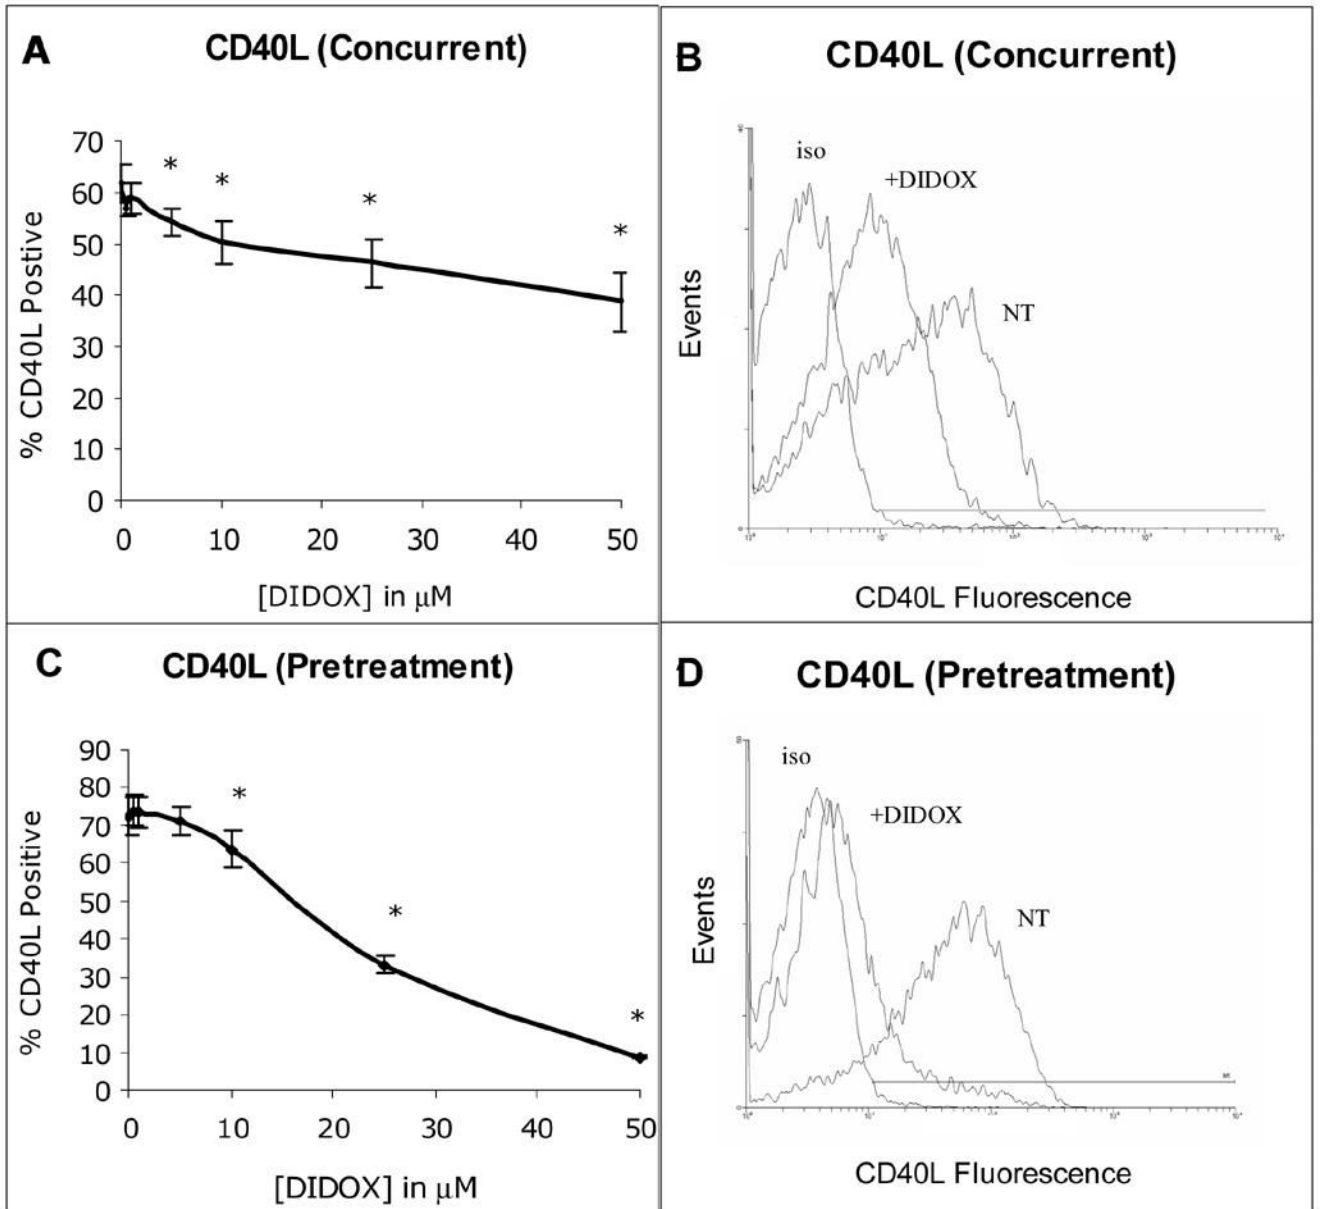 A
CD40L (Concurrent)
70
60
50
40
30
20
10
0
% CD40L Postive
* * * *
0 10 20 30 40 50
[DIDOX] in μM
B
CD40L (Concurrent)
iso
+DIDOX
NT
Events
CD40L Fluorescence
C
CD40L (Pretreatment)
90
80
70
60
50
40
30
20
10
0
% CD40L Positive
* * *
0 10 20 30 40 50
[DIDOX] in μM
D
CD40L (Pretreatment)
iso
+DIDOX
NT
Events
CD40L Fluorescence